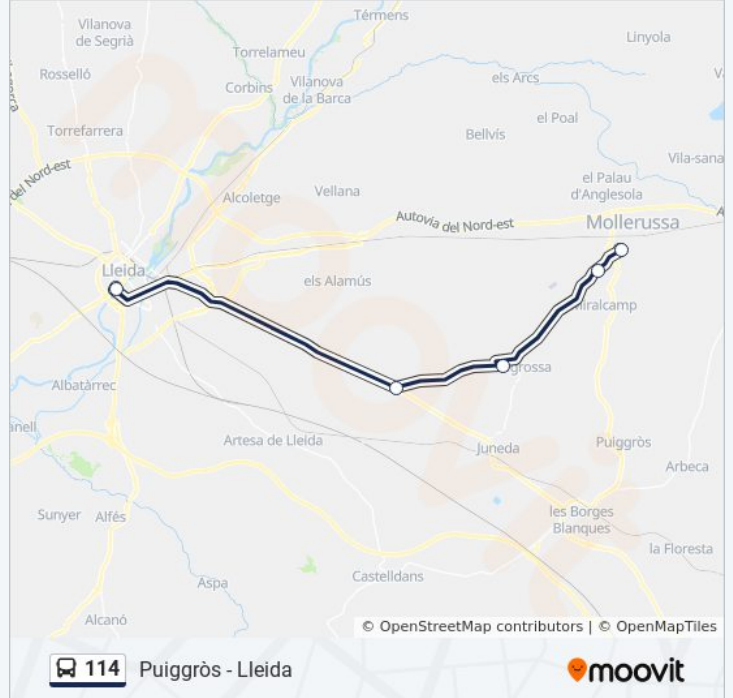 Térmens
Vilanova
de Segrià
Linyola
Torrelameu
Rosselló
Corbins
Vilanova
de la Barca
els Arcs
el Poal
Torrefarrera
Bellvís
Vila-sana
del Nord-est
el Palau
d'Anglesola
Alcoletge
Vellana
Autovia del Nord-est
Mollerussa
Lleida
els Alamús
Miralcamp
grossa
Albatàrrec
anell
Artesa de Lleida
Juneda
Puiggròs
Arbeca
Sunyer
Alfés
les Borges
Blanques
la Floresta
Aspa
Castelldans
Alcanó
© OpenStreetMap contributors | © OpenMapTiles
114 Puiggròs - Lleida
moovit